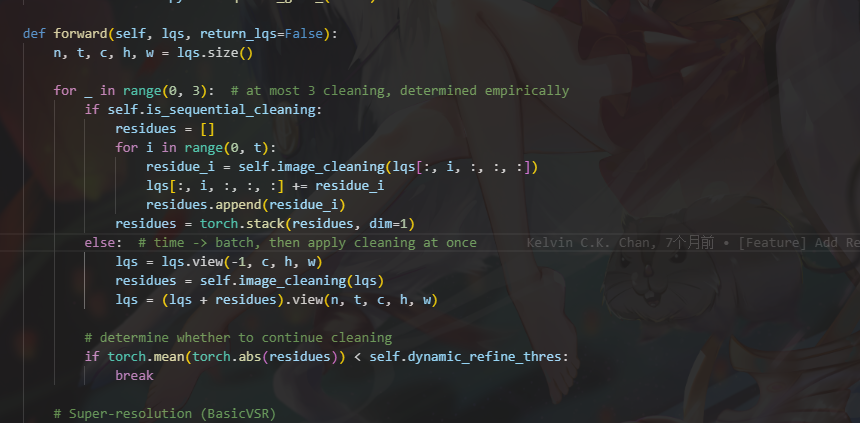 def forward(self, lqs, return_lqs=False):
    n, t, c, h, w = lqs.size()

    for _ in range(0, 3):  # at most 3 cleaning, determined empirically
        if self.is_sequential_cleaning:
            residues = []
            for i in range(0, t):
                residue_i = self.image_cleaning(lqs[:, i, :, :, :])
                lqs[:, i, :, :, :] += residue_i
                residues.append(residue_i)
            residues = torch.stack(residues, dim=1)
        else:  # time -> batch, then apply cleaning at once      Kelvin C.K. Chan, 7个月前 • [Feature] Add Re
            lqs = lqs.view(-1, c, h, w)
            residues = self.image_cleaning(lqs)
            lqs = (lqs + residues).view(n, t, c, h, w)

        # determine whether to continue cleaning
        if torch.mean(torch.abs(residues)) < self.dynamic_refine_thres:
            break

    # Super-resolution (BasicVSR)